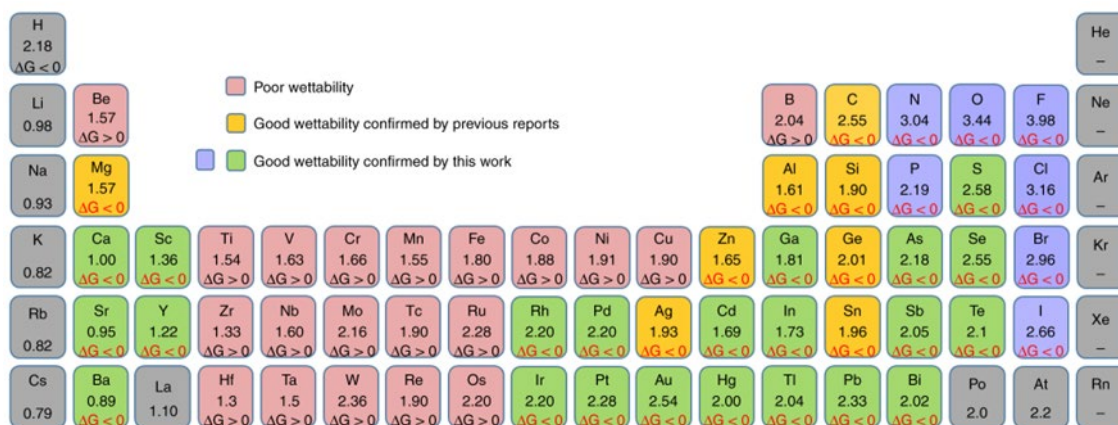 H
2.18
ΔG < 0
He
–
Poor wettability
Good wettability confirmed by previous reports
Good wettability confirmed by this work
Li
0.98
Be
1.57
ΔG > 0
B
2.04
ΔG > 0
C
2.55
ΔG < 0
N
3.04
ΔG < 0
O
3.44
ΔG < 0
F
3.98
ΔG < 0
Ne
–
Na
0.93
Mg
1.57
ΔG < 0
Al
1.61
ΔG < 0
Si
1.90
ΔG < 0
P
2.19
ΔG < 0
S
2.58
ΔG < 0
Cl
3.16
ΔG < 0
Ar
–
K
0.82
Ca
1.00
ΔG < 0
Sc
1.36
ΔG < 0
Ti
1.54
ΔG > 0
V
1.63
ΔG > 0
Cr
1.66
ΔG > 0
Mn
1.55
ΔG > 0
Fe
1.80
ΔG > 0
Co
1.88
ΔG > 0
Ni
1.91
ΔG > 0
Cu
1.90
ΔG > 0
Zn
1.65
ΔG < 0
Ga
1.81
ΔG < 0
Ge
2.01
ΔG < 0
As
2.18
ΔG < 0
Se
2.55
ΔG < 0
Br
2.96
ΔG < 0
Kr
–
Rb
0.82
Sr
0.95
ΔG < 0
Y
1.22
ΔG < 0
Zr
1.33
ΔG > 0
Nb
1.60
ΔG > 0
Mo
2.16
ΔG > 0
Tc
1.90
ΔG > 0
Ru
2.28
ΔG > 0
Rh
2.20
ΔG < 0
Pd
2.20
ΔG < 0
Ag
1.93
ΔG < 0
Cd
1.69
ΔG < 0
In
1.73
ΔG < 0
Sn
1.96
ΔG < 0
Sb
2.05
ΔG < 0
Te
2.1
ΔG < 0
I
2.66
ΔG < 0
Xe
–
Cs
0.79
Ba
0.89
ΔG < 0
La
1.10
Hf
1.3
ΔG > 0
Ta
1.5
ΔG > 0
W
2.36
ΔG > 0
Re
1.90
ΔG > 0
Os
2.20
ΔG > 0
Ir
2.20
ΔG < 0
Pt
2.28
ΔG < 0
Au
2.54
ΔG < 0
Hg
2.00
ΔG < 0
Tl
2.04
ΔG < 0
Pb
2.33
ΔG < 0
Bi
2.02
ΔG < 0
Po
2.0
At
2.2
Rn
–